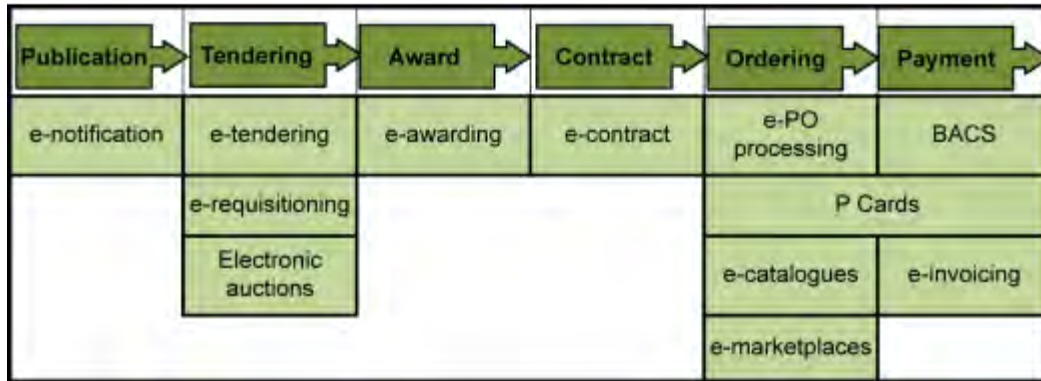 Publication
Tendering
Award
Contract
Ordering
Payment
e-notification
e-tendering
e-awarding
e-contract
e-PO
processing
BACS
e-requisitioning
P Cards
Electronic
auctions
e-catalogues
e-invoicing
e-marketplaces